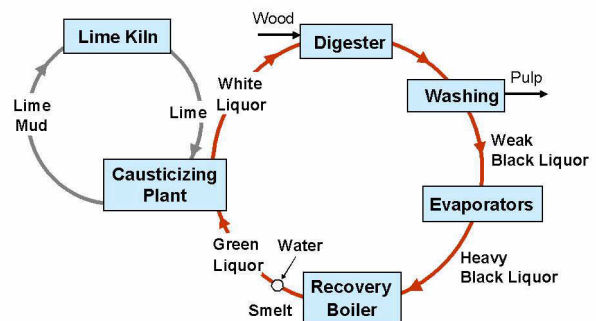 Wood
Lime Kiln
Digester
Pulp
White
Liquor
Washing
Lime
Mud
Lime
Weak
Black Liquor
Causticizing
Plant
Evaporators
Green
Liquor
Water
Heavy
Black Liquor
Recovery
Boiler
Smelt